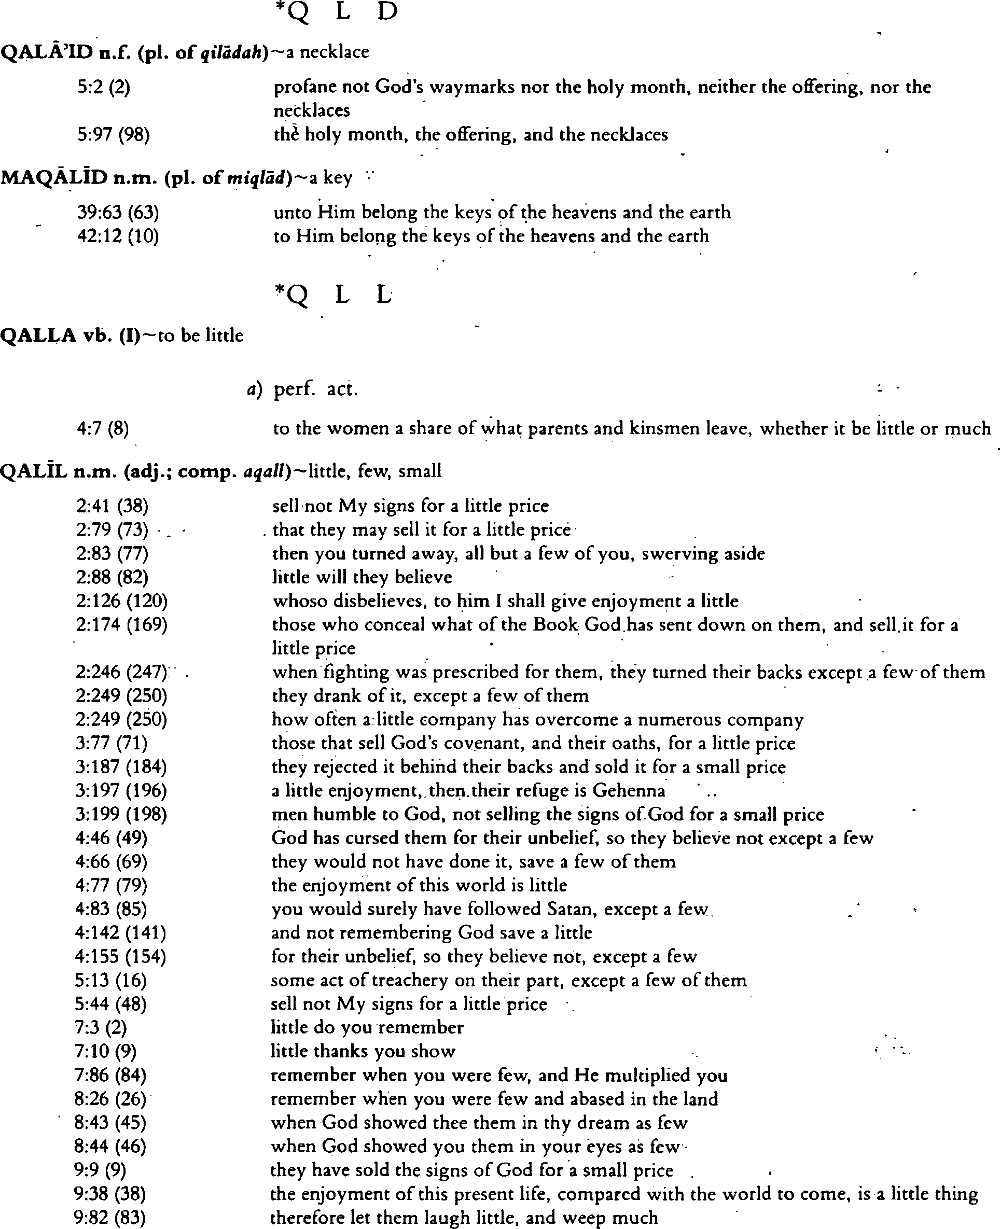 *Q L D
QALĀ'ID n.f. (pl. of qilādah)~a necklace
5:2 (2) profane not God's waymarks nor the holy month, neither the offering, nor the
necklaces
5:97 (98) the holy month, the offering, and the necklaces
MAQĀLĪD n.m. (pl. of miqlād)~a key
39:63 (63) unto Him belong the keys of the heavens and the earth
42:12 (10) to Him belong the keys of the heavens and the earth
*Q L L
QALLA vb. (I)~to be little
a) perf. act.
4:7 (8) to the women a share of what parents and kinsmen leave, whether it be little or much
QALĪL n.m. (adj.; comp. aqall)~little, few, small
2:41 (38) sell not My signs for a little price
2:79 (73) that they may sell it for a little price
2:83 (77) then you turned away, all but a few of you, swerving aside
2:88 (82) little will they believe
2:126 (120) whoso disbelieves, to him I shall give enjoyment a little
2:174 (169) those who conceal what of the Book God has sent down on them, and sell it for a
little price
2:246 (247) when fighting was prescribed for them, they turned their backs except a few of them
2:249 (250) they drank of it, except a few of them
2:249 (250) how often a little company has overcome a numerous company
3:77 (71) those that sell God's covenant, and their oaths, for a little price
3:187 (184) they rejected it behind their backs and sold it for a small price
3:197 (196) a little enjoyment, then their refuge is Gehenna
3:199 (198) men humble to God, not selling the signs of God for a small price
4:46 (49) God has cursed them for their unbelief, so they believe not except a few
4:66 (69) they would not have done it, save a few of them
4:77 (79) the enjoyment of this world is little
4:83 (85) you would surely have followed Satan, except a few
4:142 (141) and not remembering God save a little
4:155 (154) for their unbelief, so they believe not, except a few
5:13 (16) some act of treachery on their part, except a few of them
5:44 (48) sell not My signs for a little price
7:3 (2) little do you remember
7:10 (9) little thanks you show
7:86 (84) remember when you were few, and He multiplied you
8:26 (26) remember when you were few and abased in the land
8:43 (45) when God showed thee them in thy dream as few
8:44 (46) when God showed you them in your eyes as few
9:9 (9) they have sold the signs of God for a small price
9:38 (38) the enjoyment of this present life, compared with the world to come, is a little thing
9:82 (83) therefore let them laugh little, and weep much